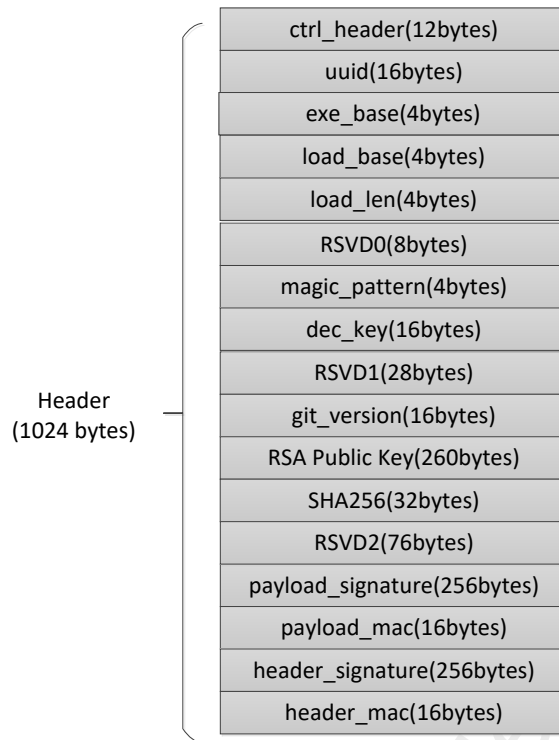 ctrl_header(12bytes)
uuid(16bytes)
exe_base(4bytes)
load_base(4bytes)
load_len(4bytes)
RSVD0(8bytes)
magic_pattern(4bytes)
dec_key(16bytes)
RSVD1(28bytes)
Header
(1024 bytes)
git_version(16bytes)
RSA Public Key(260bytes)
SHA256(32bytes)
RSVD2(76bytes)
payload_signature(256bytes)
payload_mac(16bytes)
header_signature(256bytes)
header_mac(16bytes)